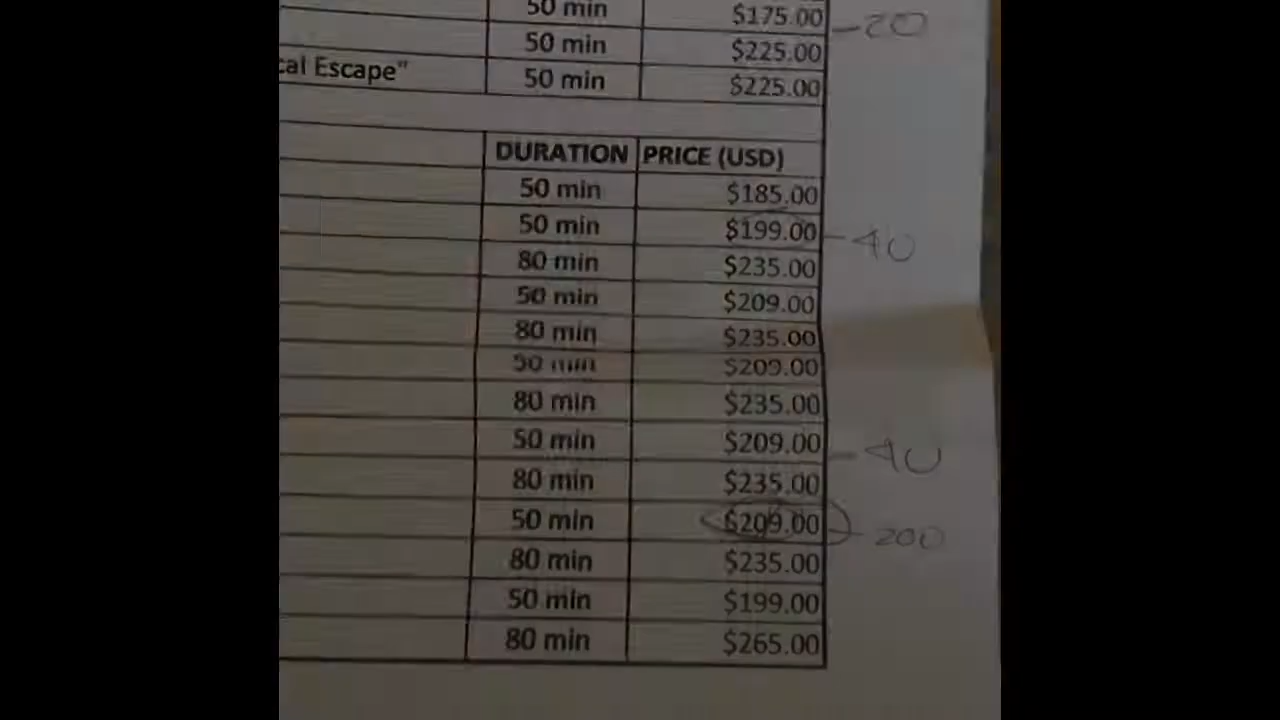 50 min $175.00 -20
50 min $225.00
cal Escape" 50 min $225.00
DURATION PRICE (USD)
50 min $185.00
50 min $199.00 - 40
80 min $235.00
50 min $209.00
80 min $235.00
50 min $209.00
80 min $235.00
50 min $209.00 - 40
80 min $235.00
50 min $209.00 - 200
80 min $235.00
50 min $199.00
80 min $265.00